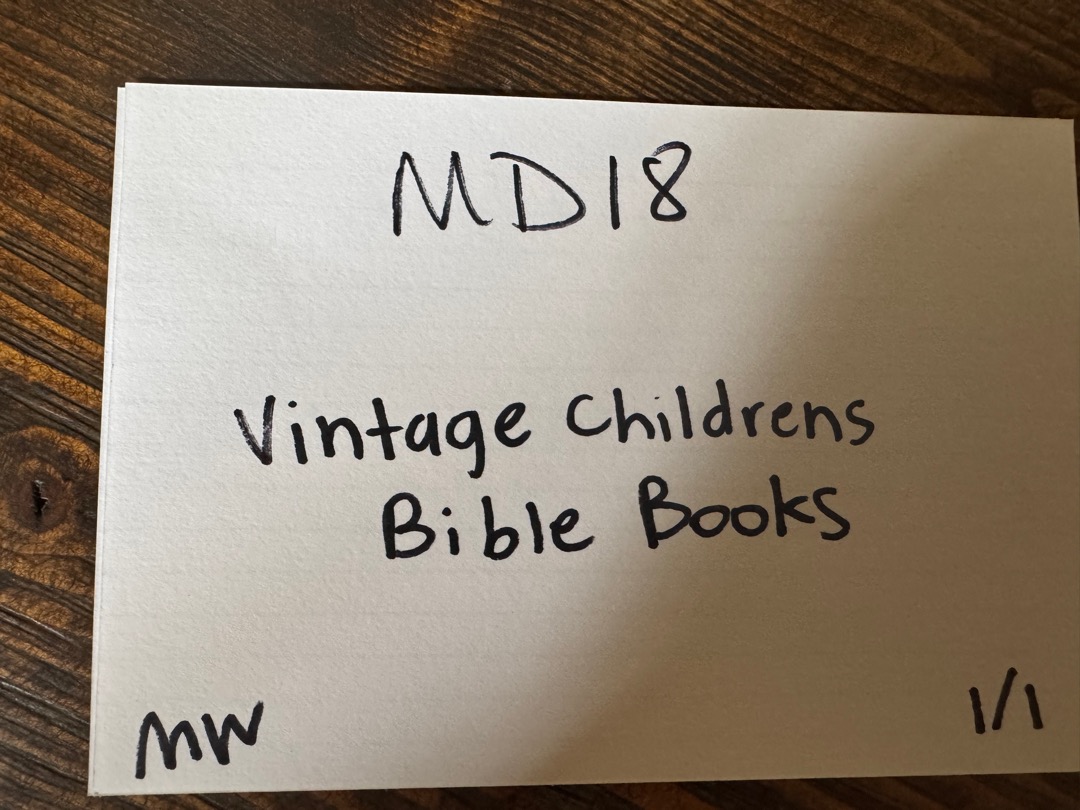 MD18
Vintage Childrens
Bible Books
MW
1/1